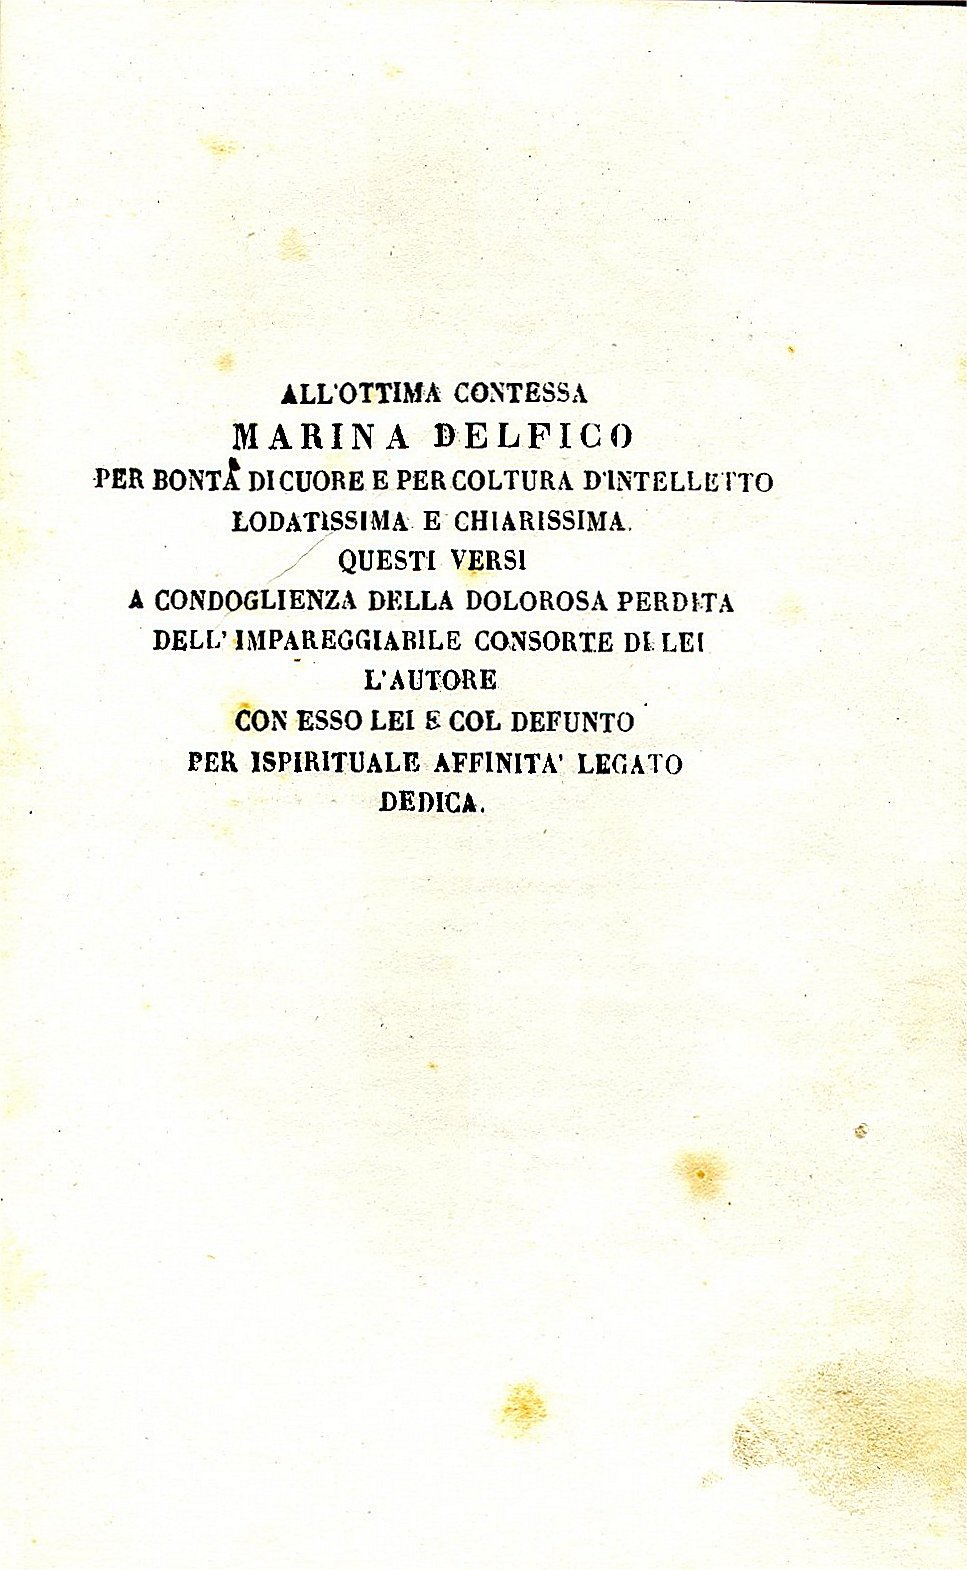 ALL'OTTIMA CONTESSA
MARINA DELFICO
PER BONTÀ DI CUORE E PER COLTURA D'INTELLETTO
LODATISSIMA E CHIARISSIMA.
QUESTI VERSI
A CONDOGLIENZA DELLA DOLOROSA PERDITA
DELL' IMPAREGGIABILE CONSORTE DI LEI
L'AUTORE
CON ESSO LEI E COL DEFUNTO
PER ISPIRITUALE AFFINITA' LEGATO
DEDICA.